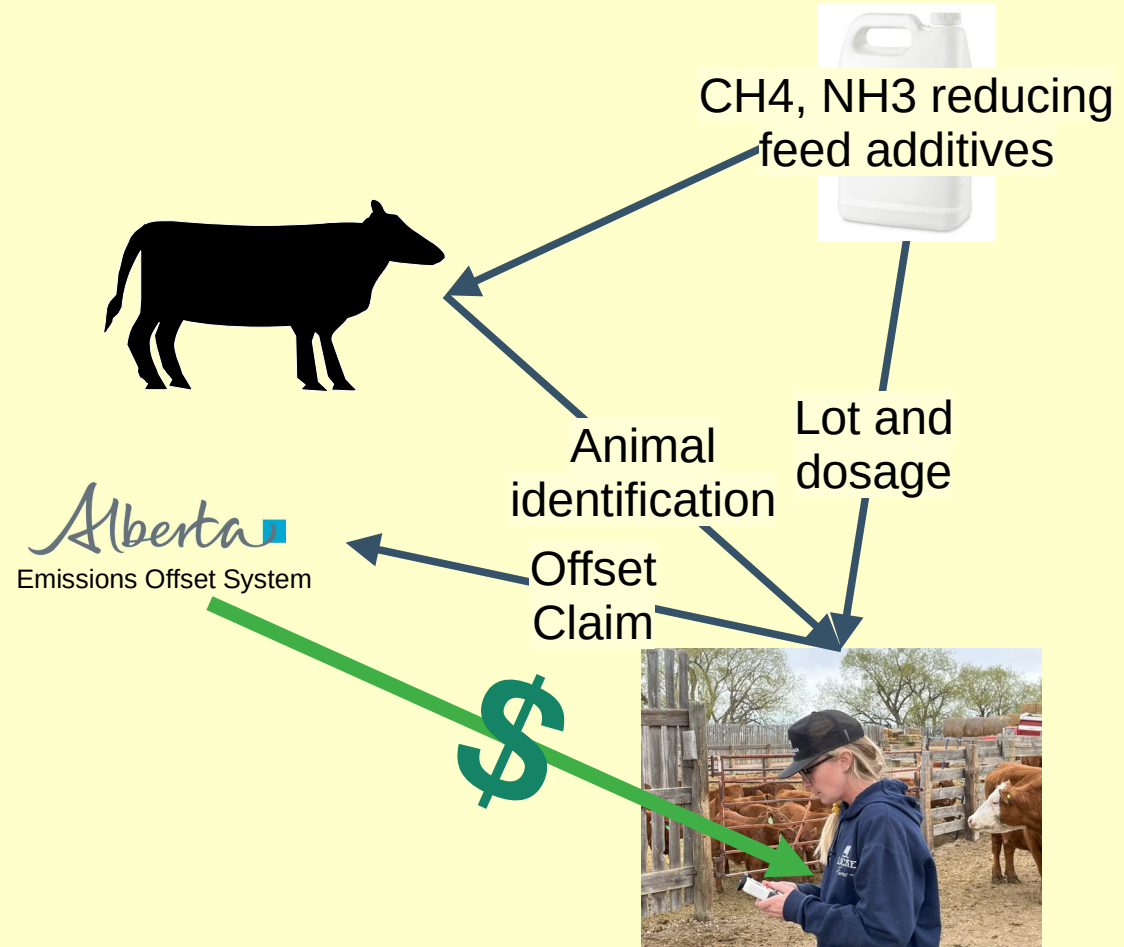 CH4, NH3 reducing
feed additives
Lot and
dosage
Animal
identification
Alberta
Emissions Offset System
Offset
Claim
$